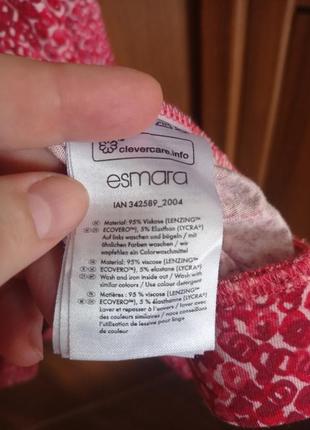 clevercare.info
esmara
IAN 342589_2004
Material: 95% Viskose (LENZING™
ECOVERO™), 5% Elasthan (LYCRA®)
Auf links waschen und bügeln / mit
ähnlichen Farben waschen / wir
empfehlen ein Colorwaschmittel
Material: 95% viscose (LENZING™
ECOVERO™), 5% elastane (LYCRA®)
Wash and iron inside out / Wash with
similar colours / Use colour detergent
Matières : 95 % viscose (LENZING™
ECOVERO™), 5 % élasthanne (LYCRA®)
Laver et repasser à l'envers / laver avec
des couleurs similaires / nous conseillons
l'utilisation de lessive pour linge
de couleur